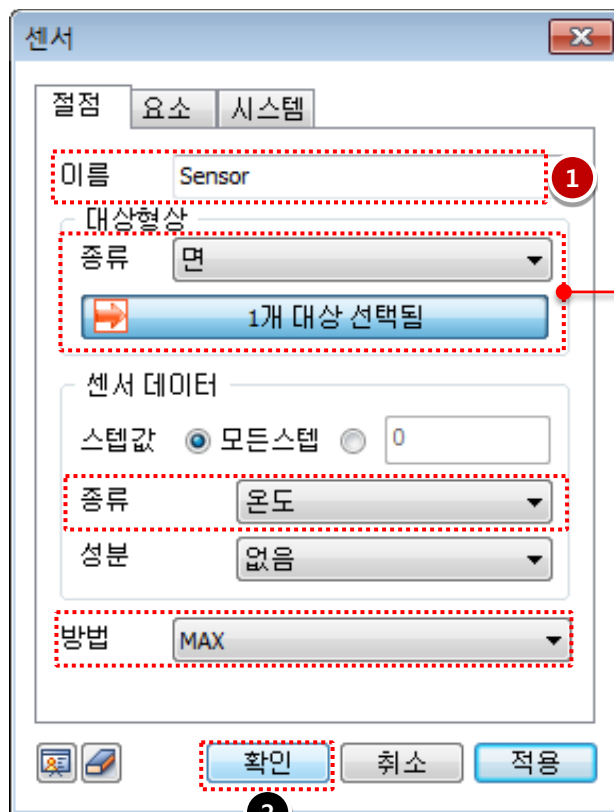 센서
절점 요소 시스템
이름 Sensor 1
대상형상
종류 면
1개 대상 선택됨
센서 데이터
스텝값 모든스텝 0
종류 온도
성분 없음
방법 MAX
확인 취소 적용